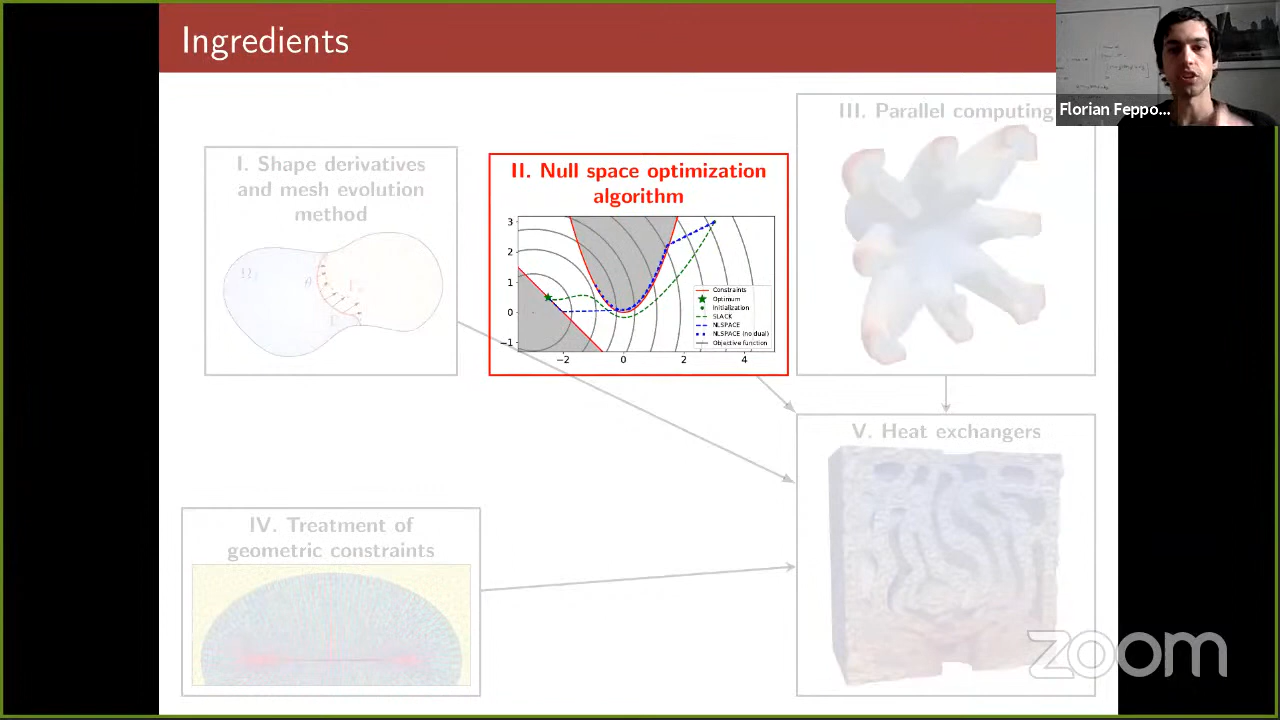 Ingredients
Florian Feppo...
I. Shape derivatives
and mesh evolution
method
II. Null space optimization
algorithm
3
2
1
0
−1
−2
0
2
4
Constraints
Optimum
Initialization
SLACK
NLSPACE
NLSPACE (no dual)
Objective function
III. Parallel computing
IV. Treatment of
geometric constraints
V. Heat exchangers
zoom